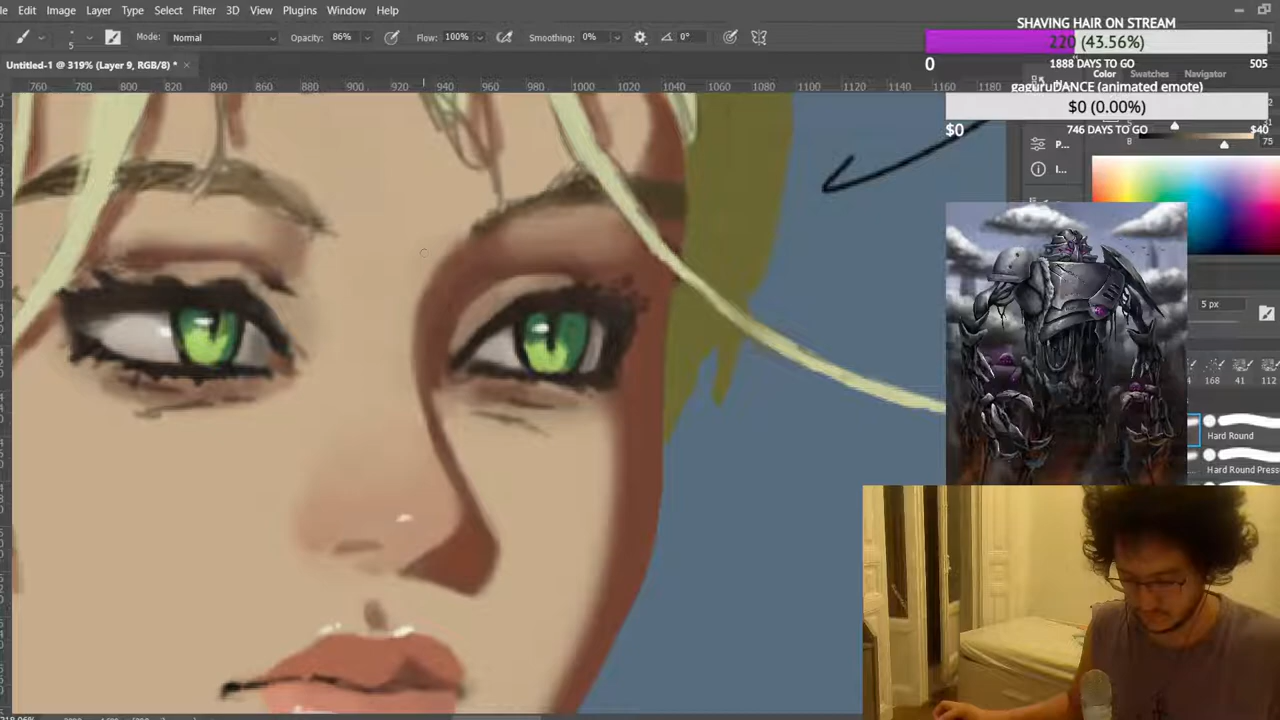 le Edit Image Layer Type Select Filter 3D View Plugins Window Help
5 Mode: Normal Opacity: 86% Flow: 100% Smoothing: 0% 0°
Untitled-1 @ 319% (Layer 9, RGB/8) * ×
760 780 800 820 840 860 880 900 920 940 960 980 1000 1020 1040 1060 1080 1100 1120 1140 1160 1180
SHAVING HAIR ON STREAM
220 (43.56%)
0 1888 DAYS TO GO 505
Color Swatches Navigator
gaguruDANCE (animated emote)
$0 (0.00%)
$0 746 DAYS TO GO $40
B 75
P...
I...
5 px
168 41 112
Hard Round
Hard Round Press